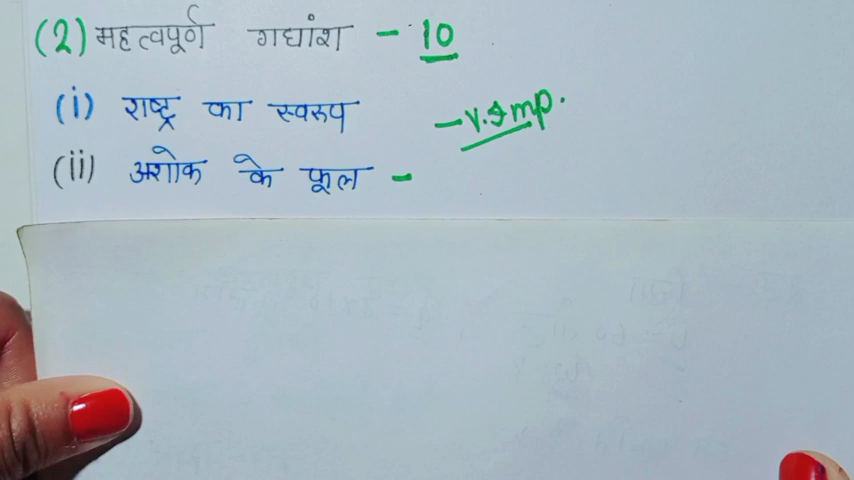 (2) महत्वपूर्ण गद्यांश - 10
(i) राष्ट्र का स्वरुप - V. Imp.
(ii) अशोक के फूल -